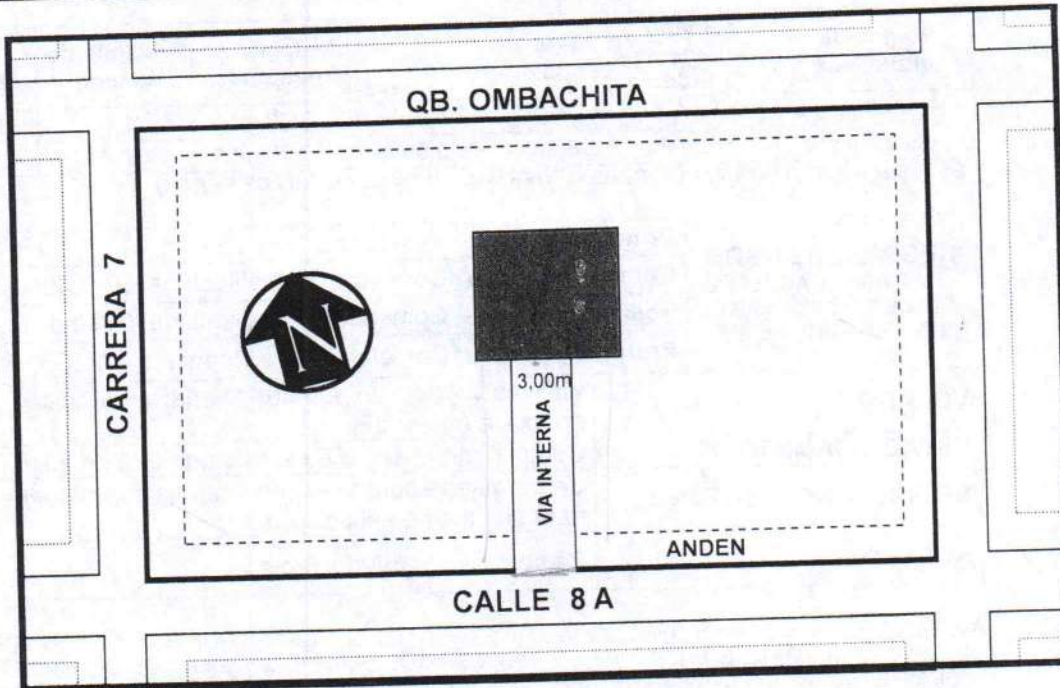 QB. OMBACHITA
CARRERA 7
N
3,00m
VIA INTERNA
ANDEN
CALLE 8 A